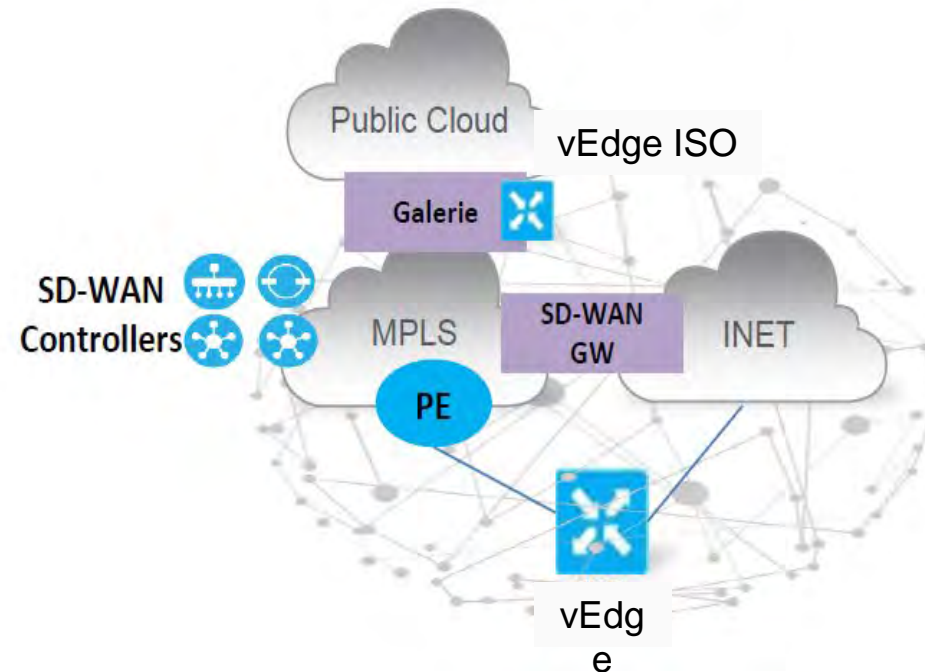 Public Cloud
vEdge ISO
Galerie
SD-WAN
Controllers
MPLS
SD-WAN
GW
INET
PE
vEdg
e